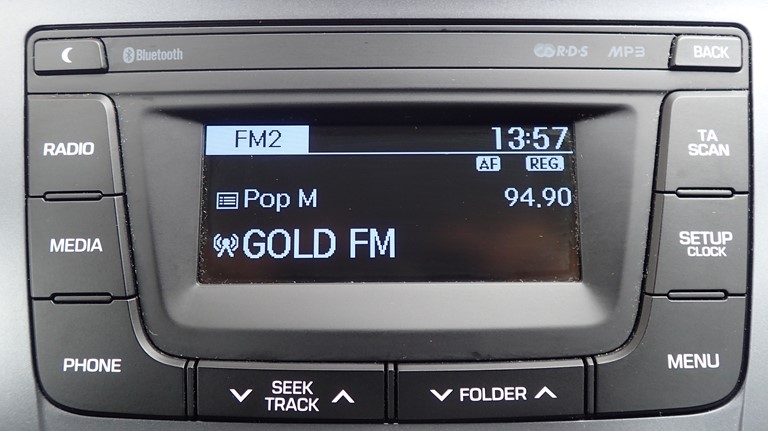 Bluetooth R·D·S MP3 BACK
RADIO
MEDIA
PHONE
FM2 13:57
AF REG.
Pop M 94.90
GOLD FM
TA
SCAN
SETUP
CLOCK
MENU
SEEK
TRACK
FOLDER